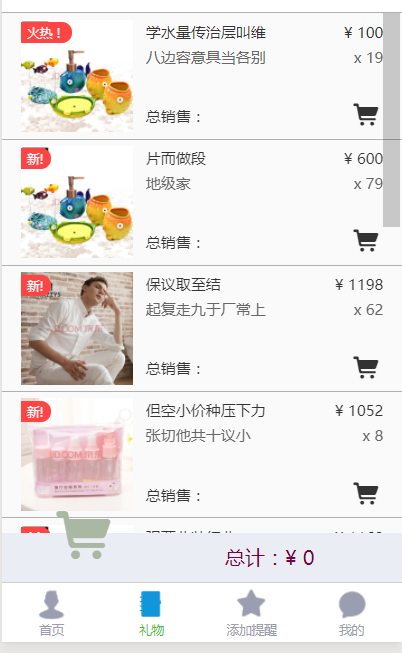 火热！
学水量传治层叫维
¥ 100
八边容意具当各别
x 19
总销售：
新!
片而做段
¥ 600
地级家
x 79
总销售：
新!
保议取至结
¥ 1198
起复走九于厂常上
x 62
总销售：
新!
但空小价种压下力
¥ 1052
张切他共十议小
x 8
总销售：
总计：¥ 0
首页
礼物
添加提醒
我的